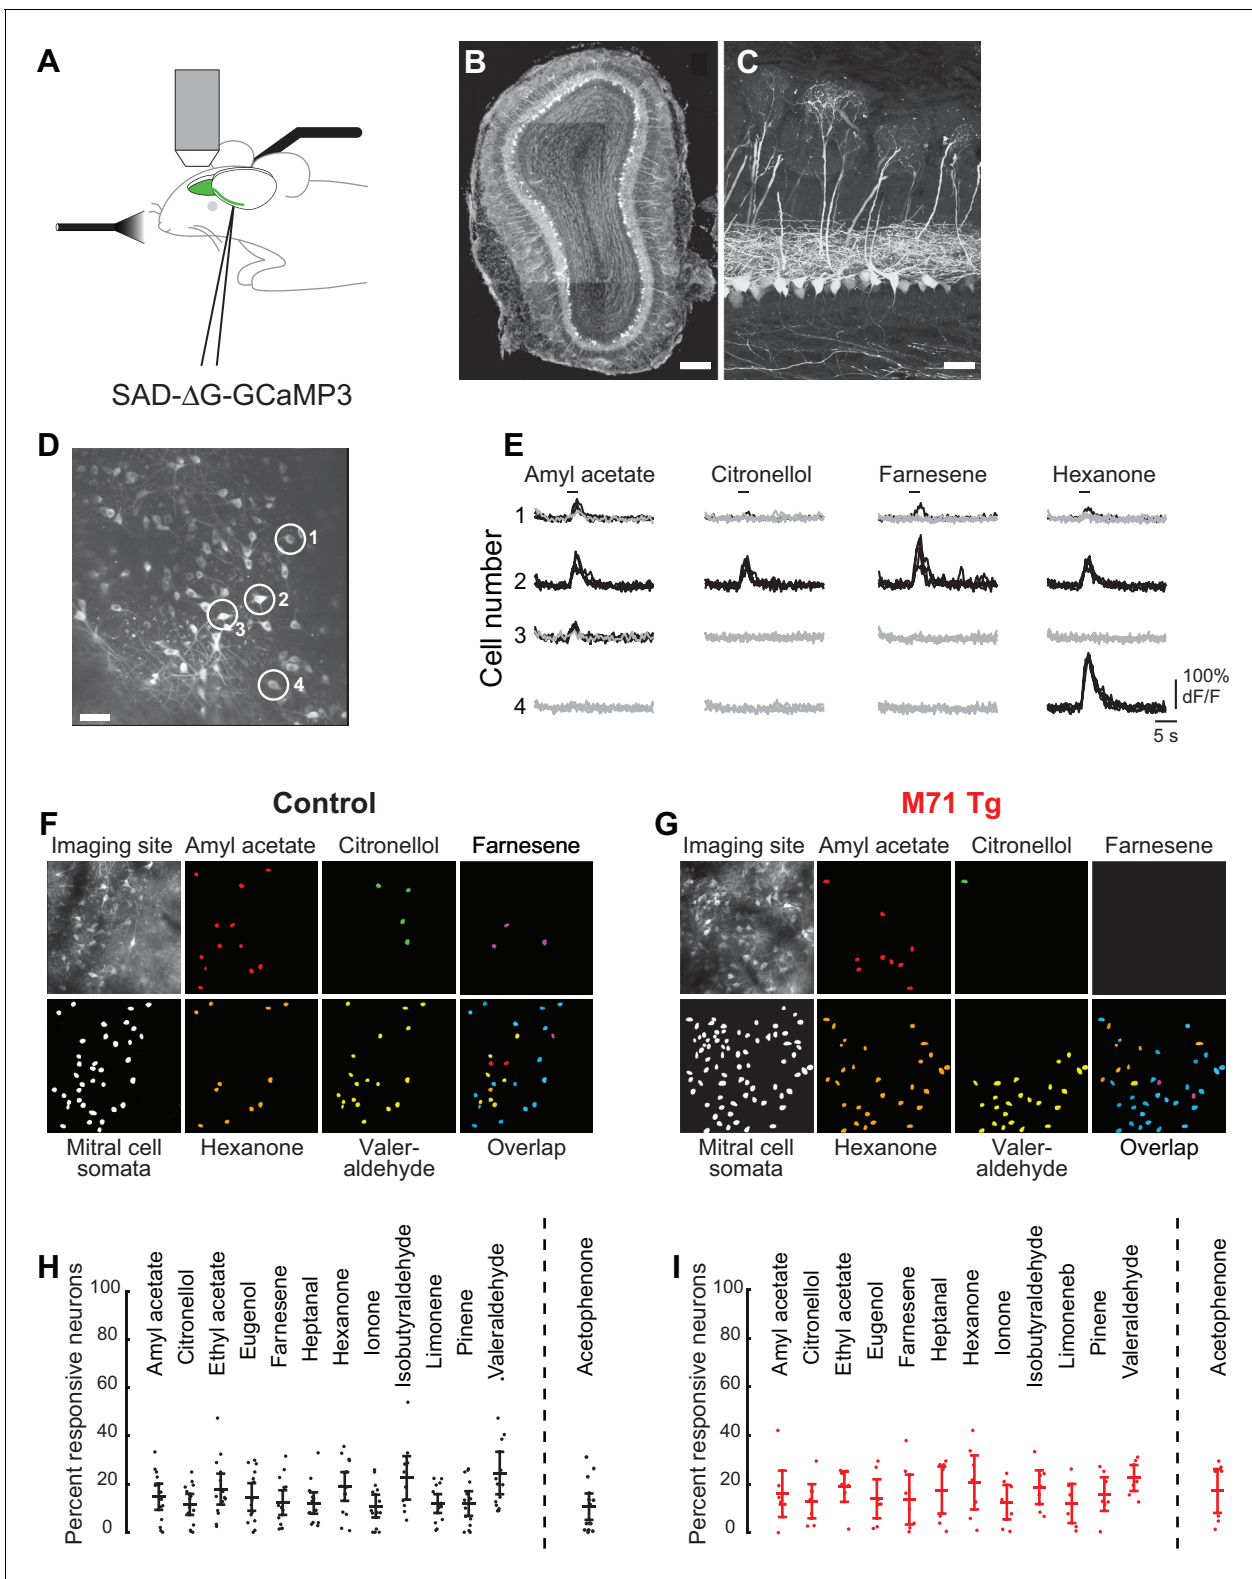 A
B
C
SAD-ΔG-GCaMP3
D
E
Amyl acetate
Citronellol
Farnesene
Hexanone
Cell number
1
2
3
4
1
2
3
4
100%
dF/F
5 s
Control
M71 Tg
F
G
Imaging site
Amyl acetate
Citronellol
Farnesene
Imaging site
Amyl acetate
Citronellol
Farnesene
Mitral cell
somata
Hexanone
Valer-
aldehyde
Overlap
Mitral cell
somata
Hexanone
Valer-
aldehyde
Overlap
H
Percent responsive neurons
100
80
60
40
20
0
Amyl acetate
Citronellol
Ethyl acetate
Eugenol
Farnesene
Heptanal
Hexanone
Ionone
Isobutyraldehyde
Limonene
Pinene
Valeraldehyde
Acetophenone
I
Percent responsive neurons
100
80
60
40
20
0
Amyl acetate
Citronellol
Ethyl acetate
Eugenol
Farnesene
Heptanal
Hexanone
Ionone
Isobutyraldehyde
Limoneneb
Pinene
Valeraldehyde
Acetophenone